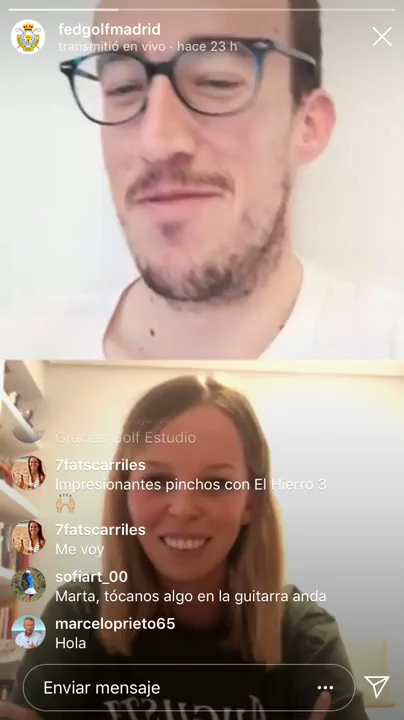 fedgolfmadrid
transmitió en vivo · hace 23 h
Gracias Golf Estudio
7fatscarriles
Impresionantes pinchos con El Hierro 3
🙌🏻
7fatscarriles
Me voy
sofiart_00
Marta, tócanos algo en la guitarra anda
marceloprieto65
Hola
Enviar mensaje